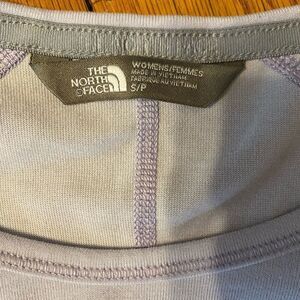 THE
NORTH
FACE
WOMENS/FEMMES
MADE IN VIETNAM
FABRIQUÉ AU VIETNAM
S/P